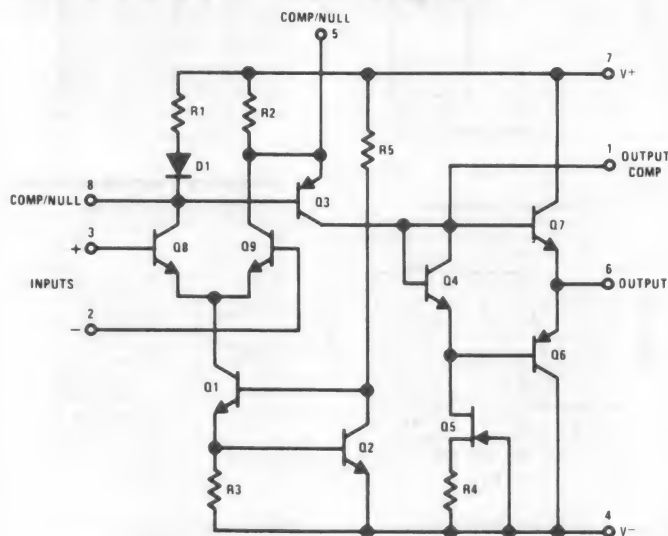 COMP/NULL
5
7
V+
R1
R2
R5
D1
1
OUTPUT
COMP
8
COMP/NULL
Q3
Q7
3
+
Q8
Q9
Q4
6
OUTPUT
INPUTS
2
−
Q6
Q1
Q5
Q2
R3
R4
4
V−